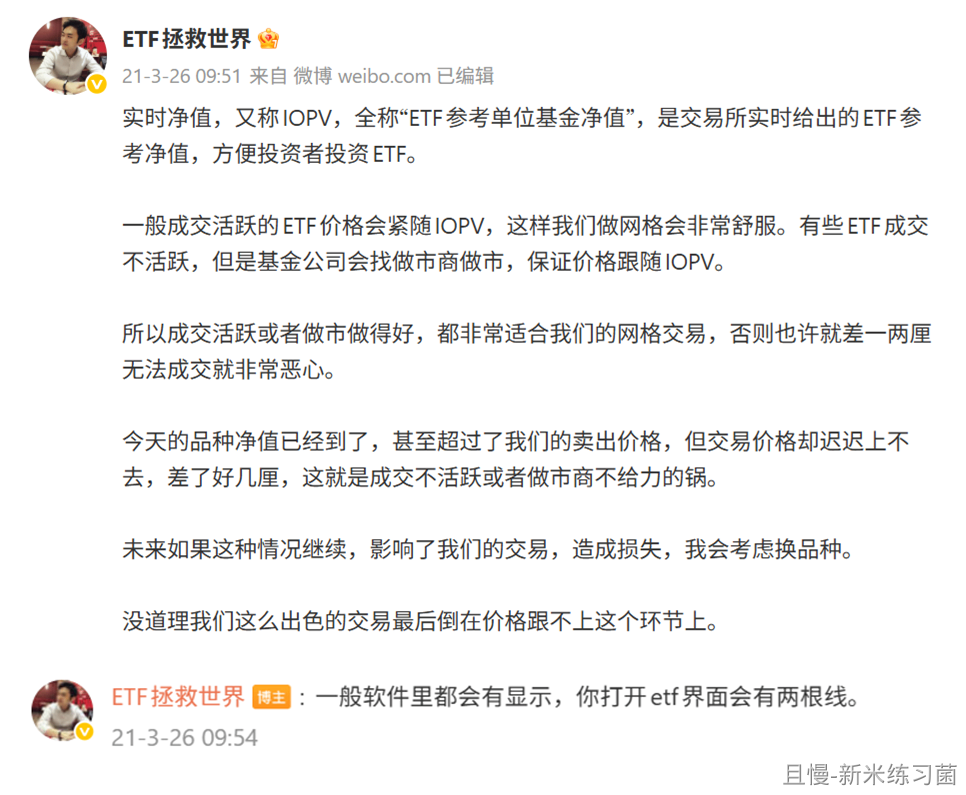 ETF拯救世界
21-3-26 09:51 来自 微博 weibo.com 已编辑
实时净值，又称IOPV，全称“ETF参考单位基金净值”，是交易所实时给出的ETF参
考净值，方便投资者投资ETF。
一般成交活跃的ETF价格会紧随IOPV，这样我们做网格会非常舒服。有些ETF成交
不活跃，但是基金公司会找做市商做市，保证价格跟随IOPV。
所以成交活跃或者做市做得好，都非常适合我们的网格交易，否则也许就差一两厘
无法成交就非常恶心。
今天的品种净值已经到了，甚至超过了我们的卖出价格，但交易价格却迟迟上不
去，差了好几厘，这就是成交不活跃或者做市商不给力的锅。
未来如果这种情况继续，影响了我们的交易，造成损失，我会考虑换品种。
没道理我们这么出色的交易最后倒在价格跟不上这个环节上。
ETF拯救世界 博主 ：一般软件里都会有显示，你打开etf界面会有两根线。
21-3-26 09:54
且慢-新米练习菌